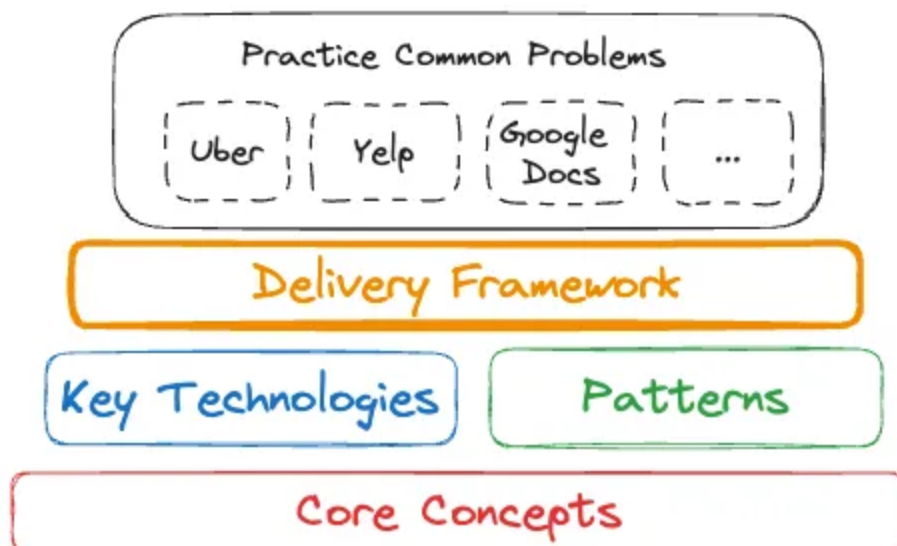 Practice Common Problems
Uber
Yelp
Google
Docs
...
Delivery Framework
Key Technologies
Patterns
Core Concepts